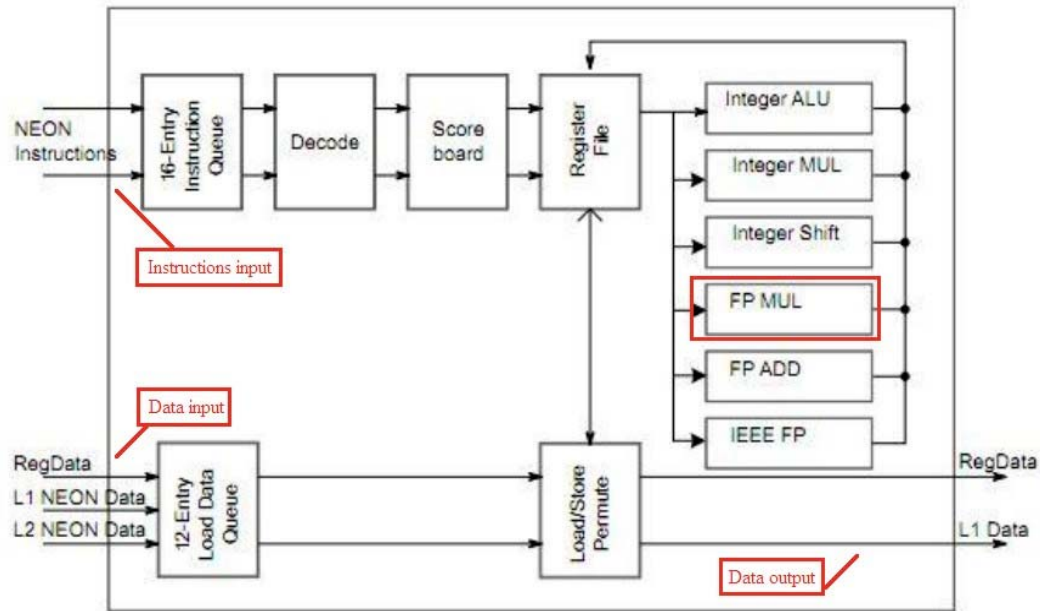 NEON
Instructions
16-Entry
Instruction
Queue
Decode
Score
board
Register
File
Integer ALU
Integer MUL
Integer Shift
FP MUL
FP ADD
IEEE FP
Instructions input
Data input
RegData
L1 NEON Data
L2 NEON Data
12-Entry
Load Data
Queue
Load/Store
Permute
RegData
L1 Data
Data output